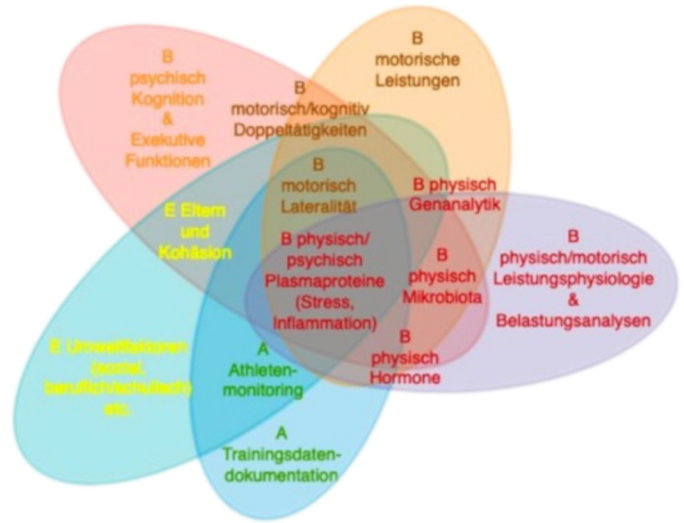 B
psychisch
Kognition
&
Exekutive
Funktionen
B
motorisch/kognitiv
Doppeltätigkeiten
B
motorische
Leistungen
B
motorisch
Lateralität
B physisch
Genanalytik
E Eltern
und
Kohäsion
B physisch/
psychisch
Plasmaproteine
(Stress,
Inflammation)
B
physisch
Mikrobiota
B
physisch/motorisch
Leistungsphysiologie
&
Belastungsanalysen
B
physisch
Hormone
E Umweltfaktoren
(sozial,
beruflich/schulisch)
etc.
A
Athleten-
monitoring
A
Trainingsdaten-
dokumentation